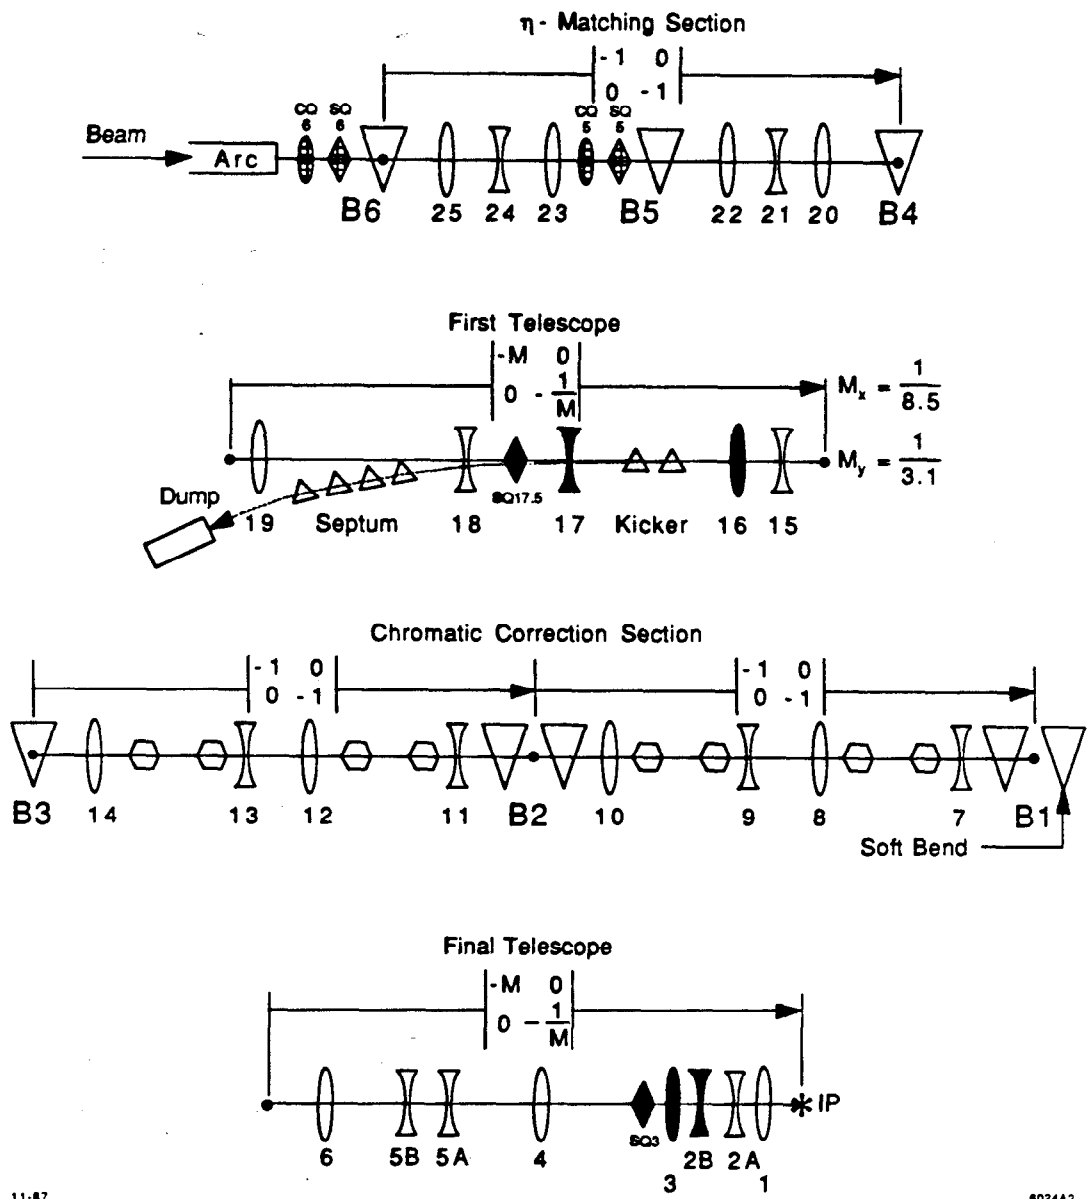 η - Matching Section
- 1 0
0 - 1
CQ 6 SQ 6 CQ 5 SQ 5
Beam
Arc
B6 25 24 23 B5 22 21 20 B4
First Telescope
-M 0
0 - 1/M
Mx = 1/8.5
My = 1/3.1
Dump
SQ17.5
19 Septum 18 17 Kicker 16 15
Chromatic Correction Section
- 1 0 - 1 0
0 - 1 0 - 1
B3 14 13 12 11 B2 10 9 8 7 B1
Soft Bend
Final Telescope
-M 0
0 - 1/M
IP
SQ3
6 5B 5A 4 2B 2A
3 1
11-87 6024A2